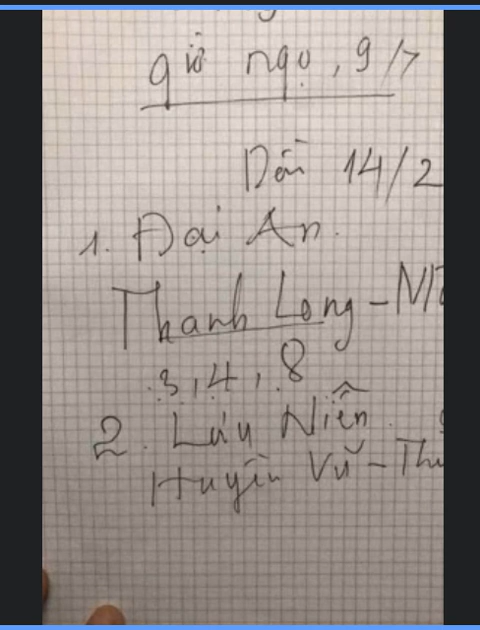 giờ ngọ, 9/7
14/2
1. Đại An.
Thanh Long - M
3, 4, 8
2. Lưu Niên
Huyền Vũ - Thu